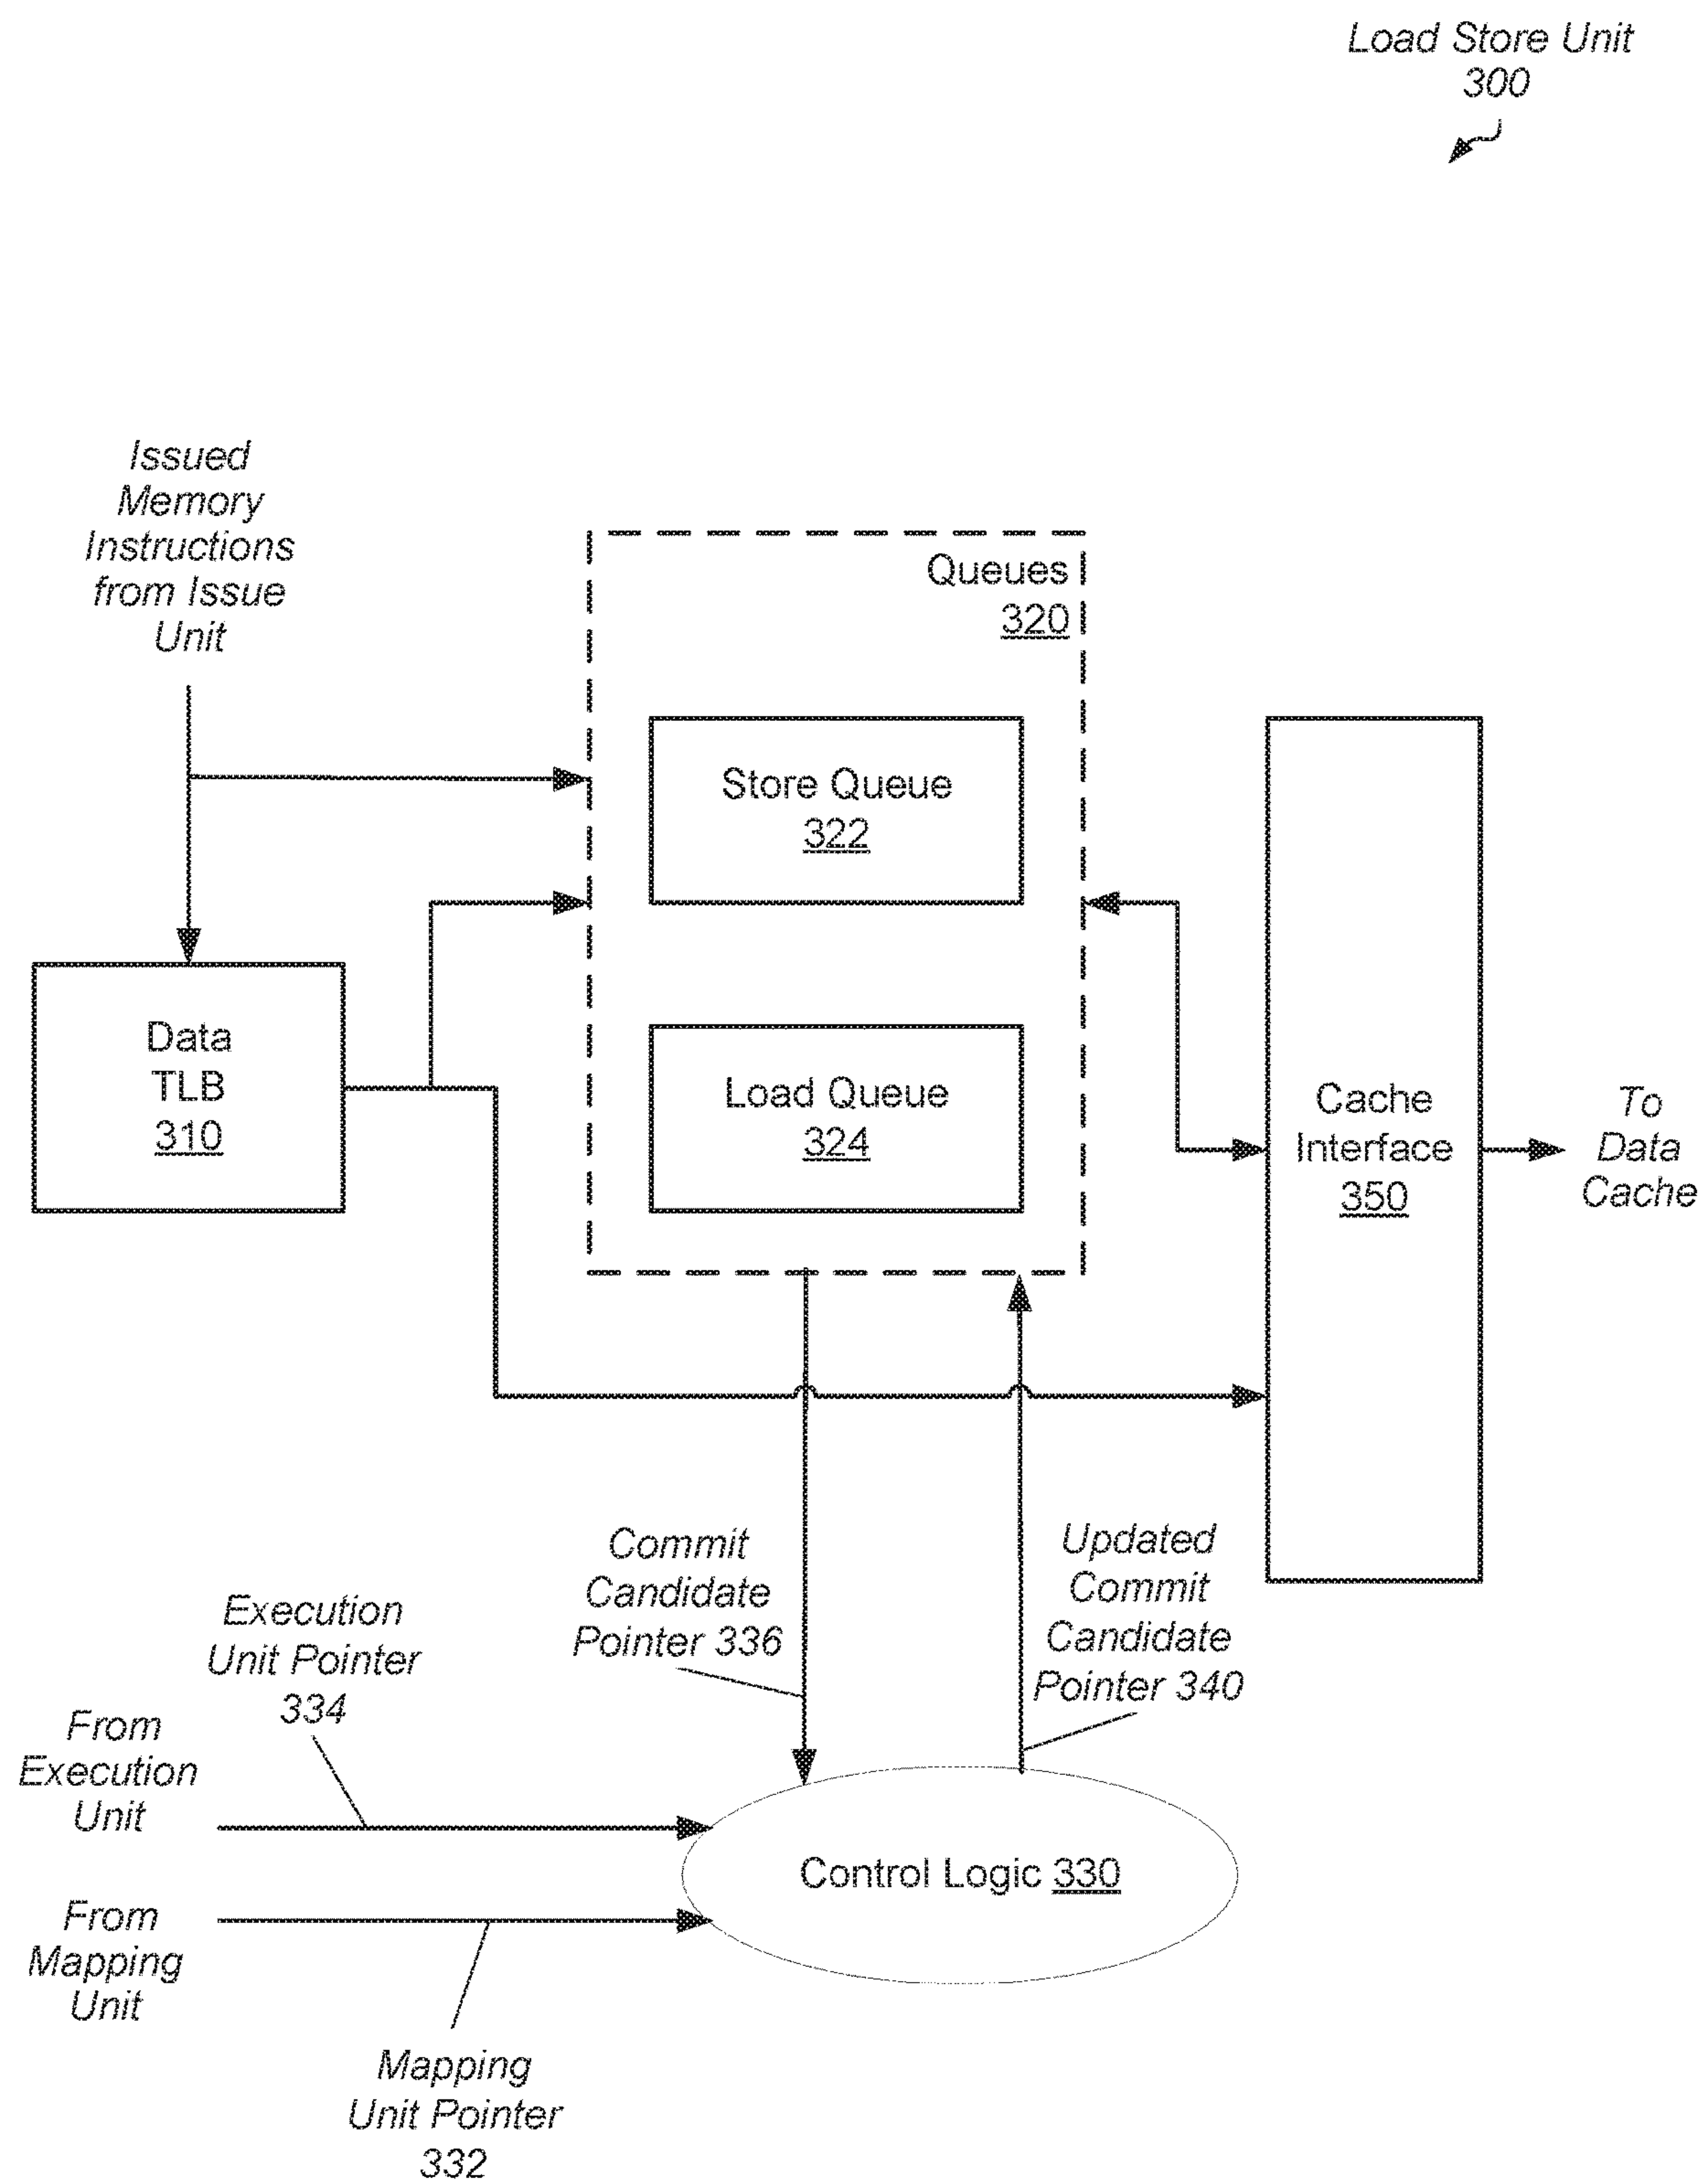 Load Store Unit
300
Issued
Memory
Instructions
from Issue
Unit
Queues
320
Store Queue
322
Data
TLB
310
Load Queue
324
Cache
Interface
350
To
Data
Cache
Commit
Candidate
Pointer 336
Updated
Commit
Candidate
Pointer 340
Execution
Unit Pointer
334
From
Execution
Unit
Control Logic 330
From
Mapping
Unit
Mapping
Unit Pointer
332